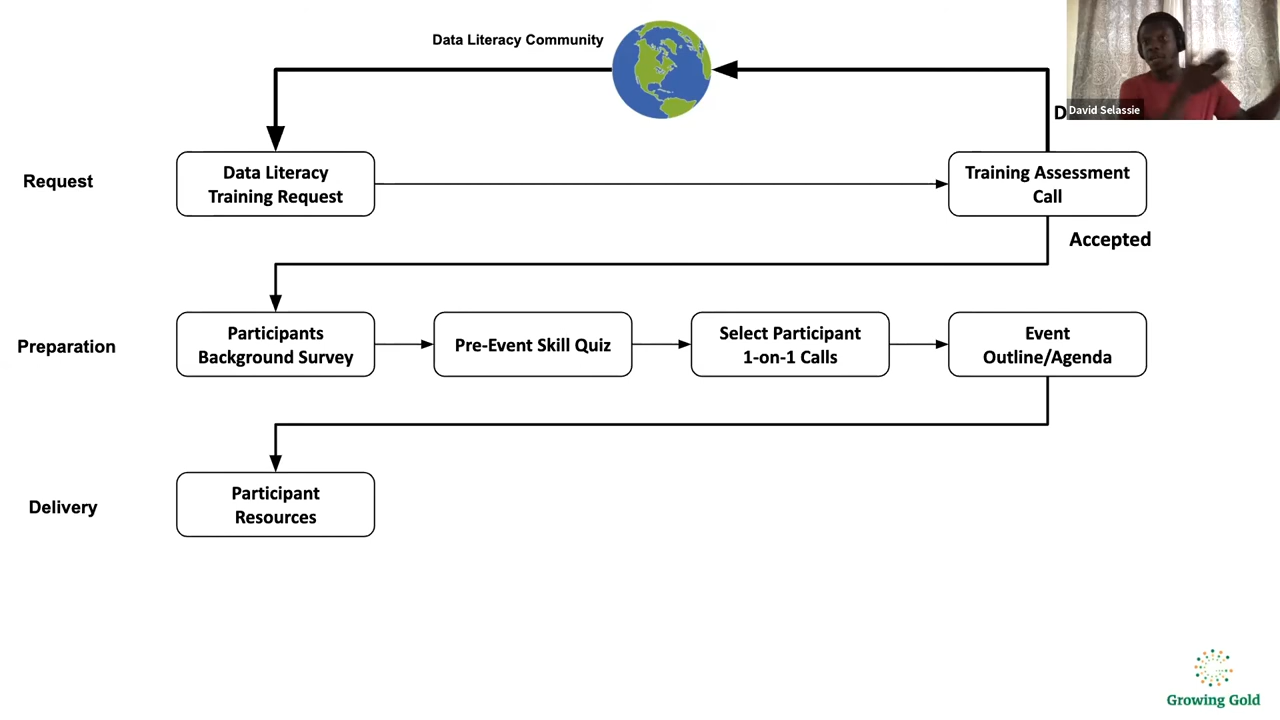 Data Literacy Community
David Selassie
Request
Data Literacy
Training Request
Training Assessment
Call
Accepted
Preparation
Participants
Background Survey
Pre-Event Skill Quiz
Select Participant
1-on-1 Calls
Event
Outline/Agenda
Delivery
Participant
Resources
Growing Gold